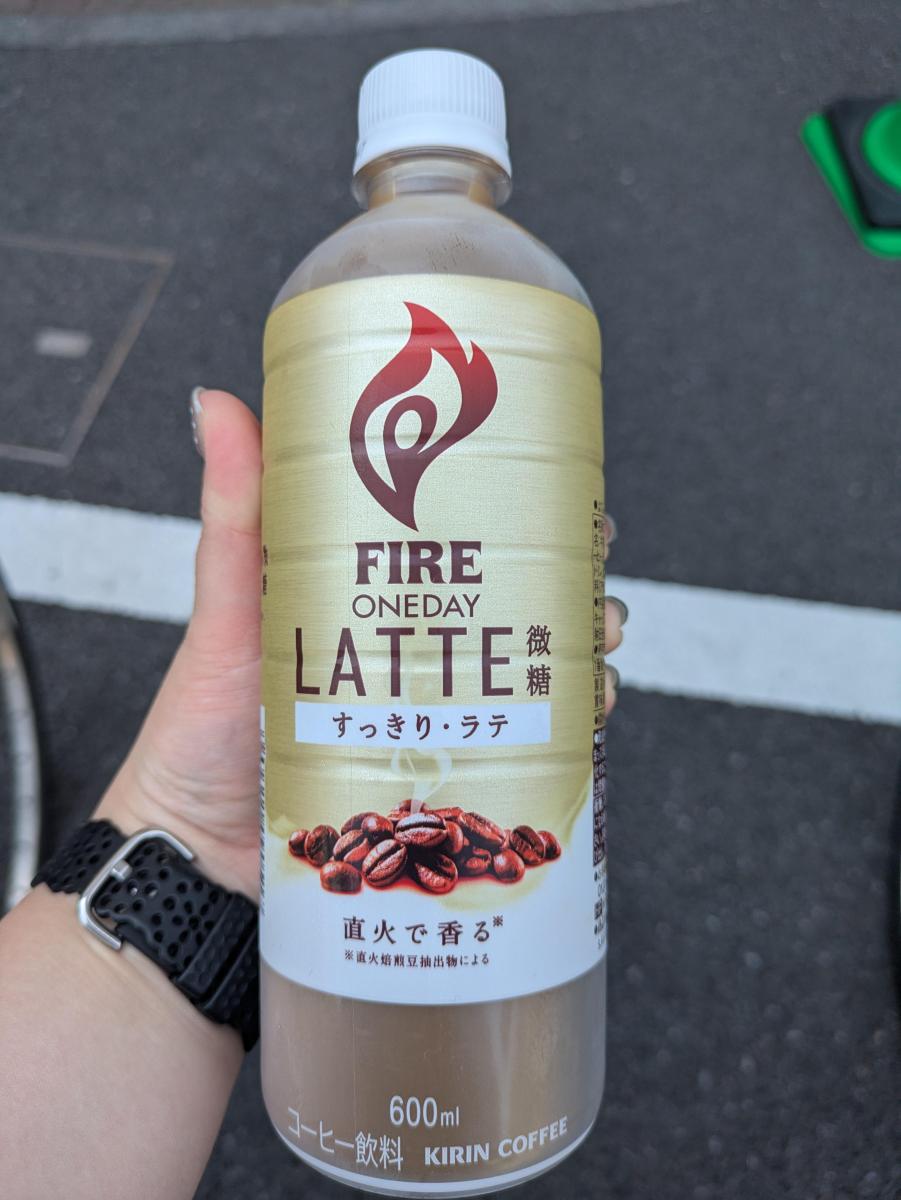 FIRE
ONEDAY
LATTE 微糖
すっきり・ラテ
直火で香る※
※直火焙煎豆抽出物による
600ml
コーヒー飲料 KIRIN COFFEE